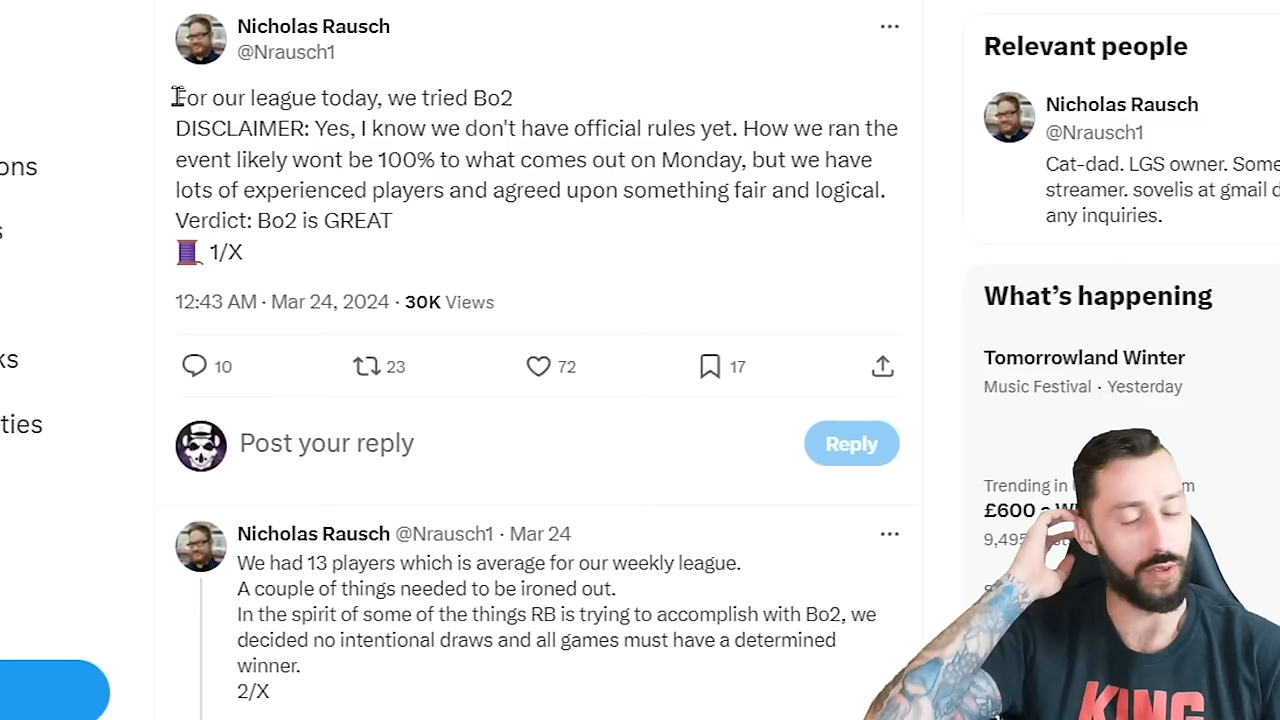 Nicholas Rausch
@Nrausch1
For our league today, we tried Bo2
DISCLAIMER: Yes, I know we don't have official rules yet. How we ran the
event likely wont be 100% to what comes out on Monday, but we have
lots of experienced players and agreed upon something fair and logical.
Verdict: Bo2 is GREAT
🧵 1/X
12:43 AM · Mar 24, 2024 · 30K Views
10
23
72
17
Post your reply
Reply
Nicholas Rausch @Nrausch1 · Mar 24
We had 13 players which is average for our weekly league.
A couple of things needed to be ironed out.
In the spirit of some of the things RB is trying to accomplish with Bo2, we
decided no intentional draws and all games must have a determined
winner.
2/X
ons
s
ks
ties
Relevant people
Nicholas Rausch
@Nrausch1
Cat-dad. LGS owner. Some
streamer. sovelis at gmail d
any inquiries.
What's happening
Tomorrowland Winter
Music Festival · Yesterday
Trending in
£600
9,495
KING